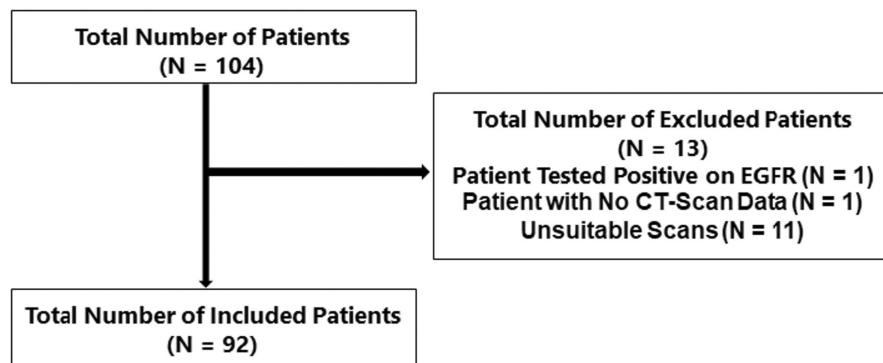 Total Number of Patients
(N = 104)
Total Number of Excluded Patients
(N = 13)
Patient Tested Positive on EGFR (N = 1)
Patient with No CT-Scan Data (N = 1)
Unsuitable Scans (N = 11)
Total Number of Included Patients
(N = 92)